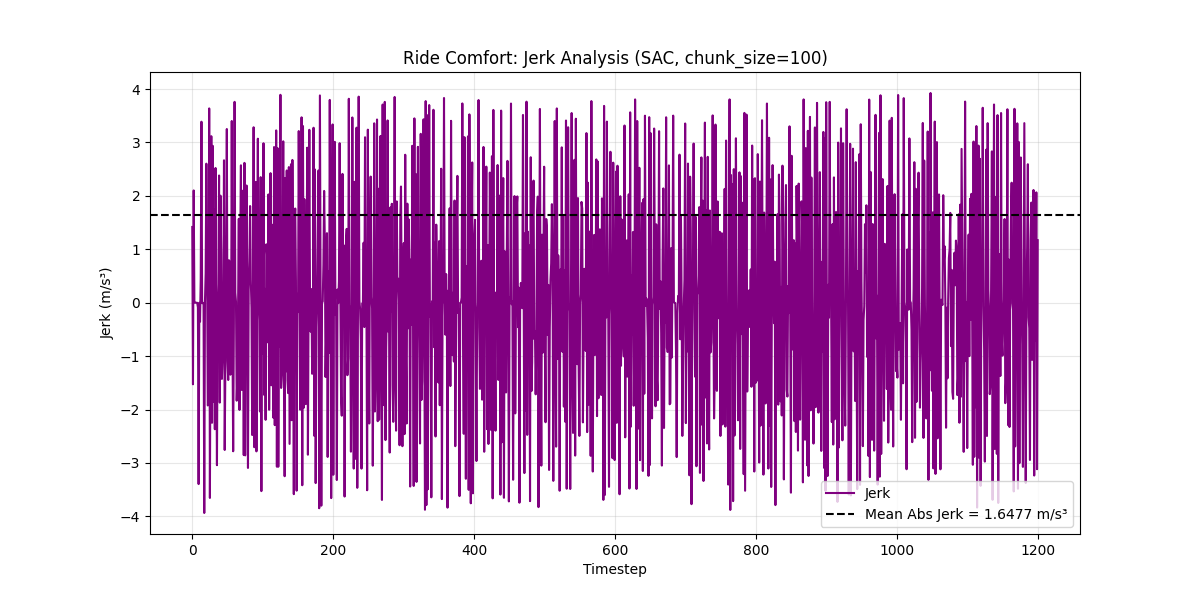 Ride Comfort: Jerk Analysis (SAC, chunk_size=100)
Jerk (m/s³)
4
3
2
1
0
−1
−2
−3
−4
Jerk
Mean Abs Jerk = 1.6477 m/s³
0 200 400 600 800 1000 1200
Timestep